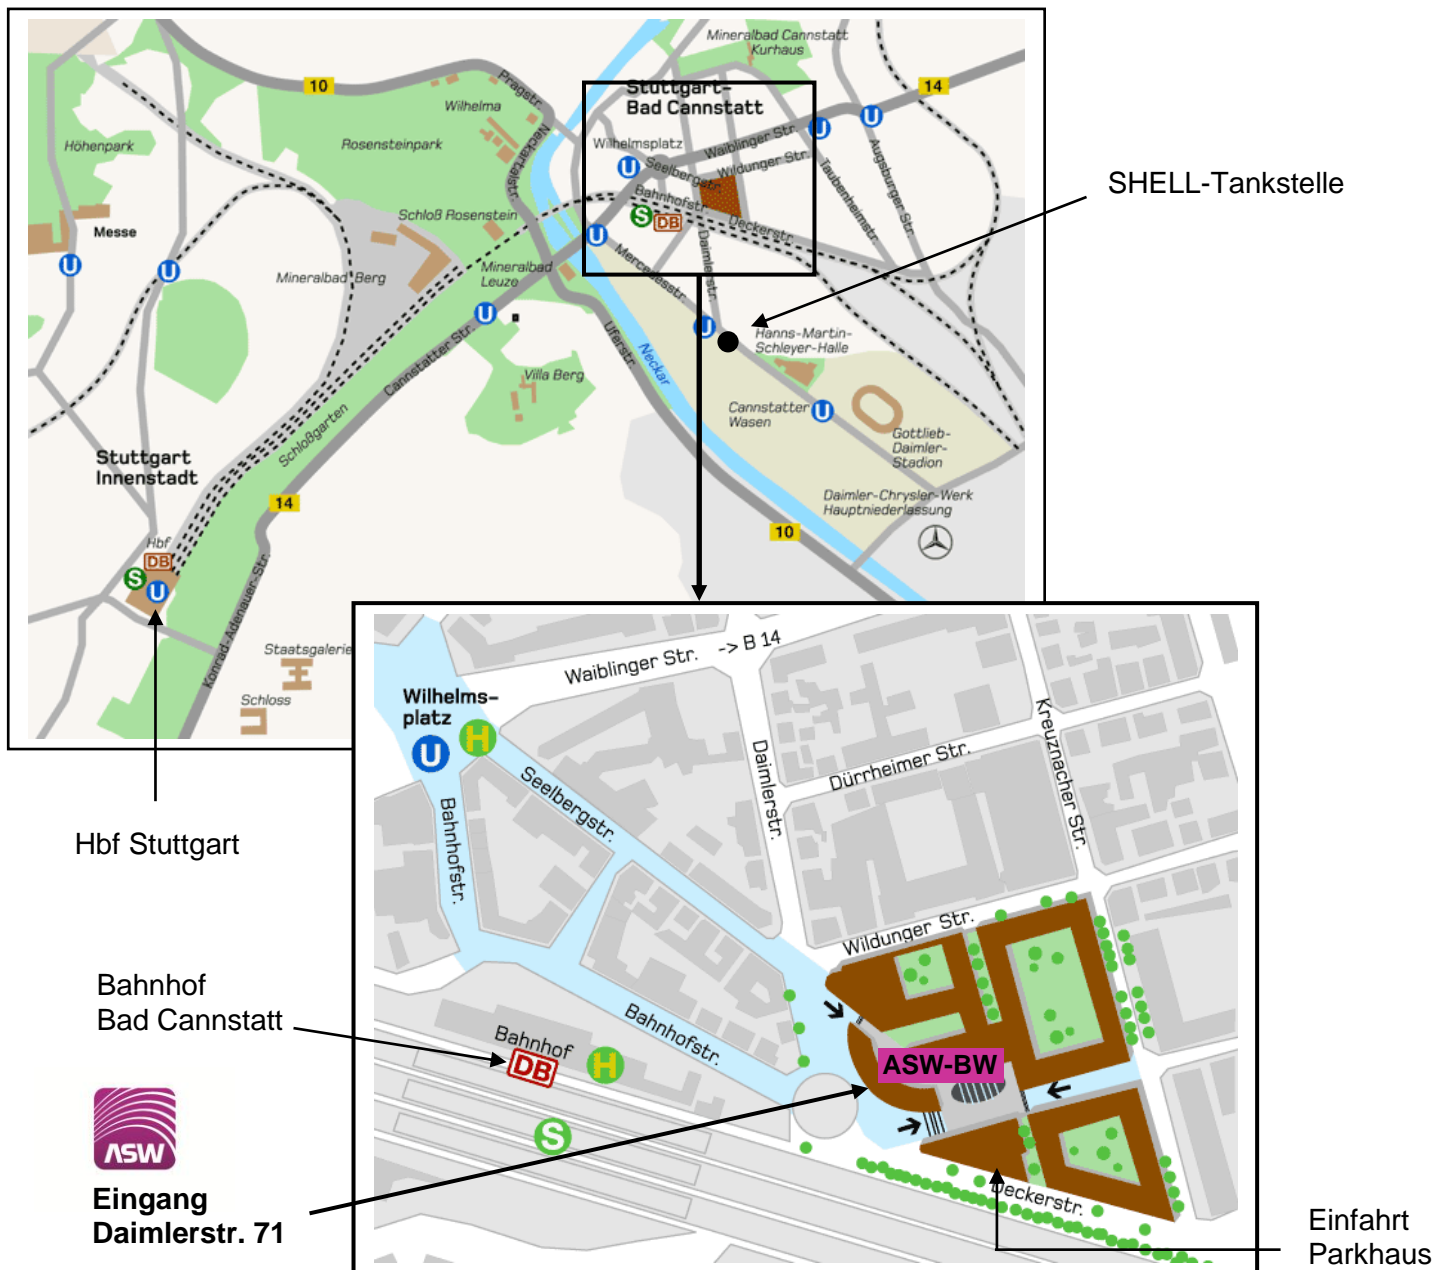 Mineralbad Cannstatt
Kurhaus
10
14
Stuttgart–
Bad Cannstatt
Pragstr.
Wilhelma
Neckartalstr.
Höhenpark
Rosensteinpark
Wilhelmsplatz
U
U
U
Waiblinger Str.
Seelbergstr.
Wildunger Str.
Taubenheimstr.
Augsburger Str.
SHELL-Tankstelle
Bahnhofstr.
S
DB
Deckerstr.
Schloß Rosenstein
Messe
U
U
U
Mercedesstr.
Daimlerstr.
Mineralbad Berg
Mineralbad
Leuze
U
U
Hanns-Martin-
Schleyer-Halle
Uferstr.
Neckar
Cannstatter Str.
Villa Berg
Cannstatter
Wasen
U
Gottlieb-
Daimler-
Stadion
Schloßgarten
Stuttgart
Innenstadt
14
Daimler-Chrysler-Werk
Hauptniederlassung
10
Hbf
DB
S
U
Konrad-Adenauer-Str.
Staatsgalerie
Schloss
Hbf Stuttgart
Waiblinger Str. -> B 14
Wilhelms–
platz
U
H
Kreuznacher Str.
Daimlerstr.
Dürrheimer Str.
Seelbergstr.
Bahnhofstr.
Wildunger Str.
Bahnhof
Bad Cannstatt
Bahnhofstr.
Bahnhof
DB
H
ASW-BW
S
ASW
Eingang
Daimlerstr. 71
Deckerstr.
Einfahrt
Parkhaus